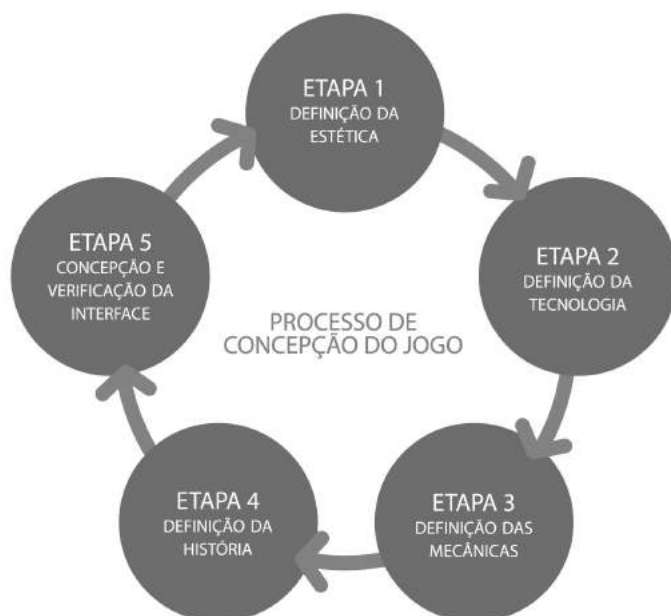 ETAPA 1
DEFINIÇÃO DA
ESTÉTICA
ETAPA 2
DEFINIÇÃO DA
TECNOLOGIA
ETAPA 3
DEFINIÇÃO DAS
MECÂNICAS
ETAPA 4
DEFINIÇÃO DA
HISTÓRIA
ETAPA 5
CONCEPÇÃO E
VERIFICAÇÃO DA
INTERFACE
PROCESSO DE
CONCEPÇÃO DO JOGO